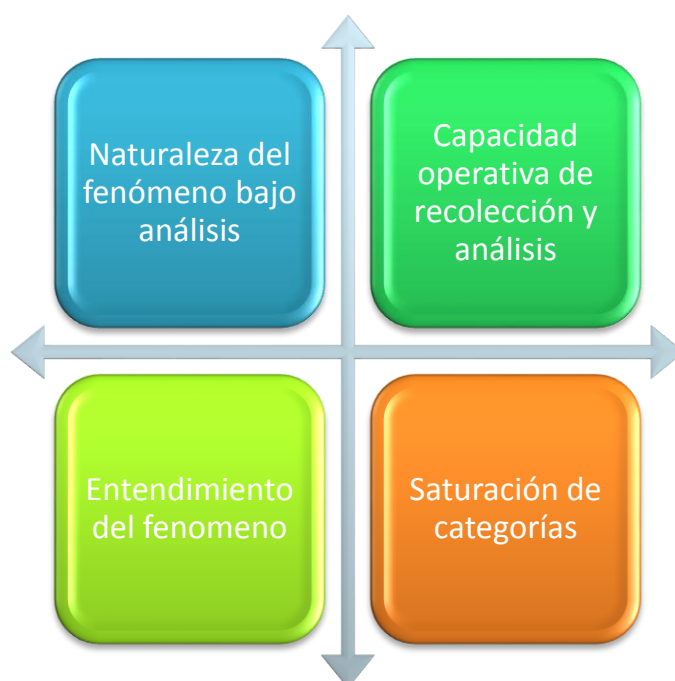 Naturaleza del
fenómeno bajo
análisis
Capacidad
operativa de
recolección y
análisis
Entendimiento
del fenomeno
Saturación de
categorías